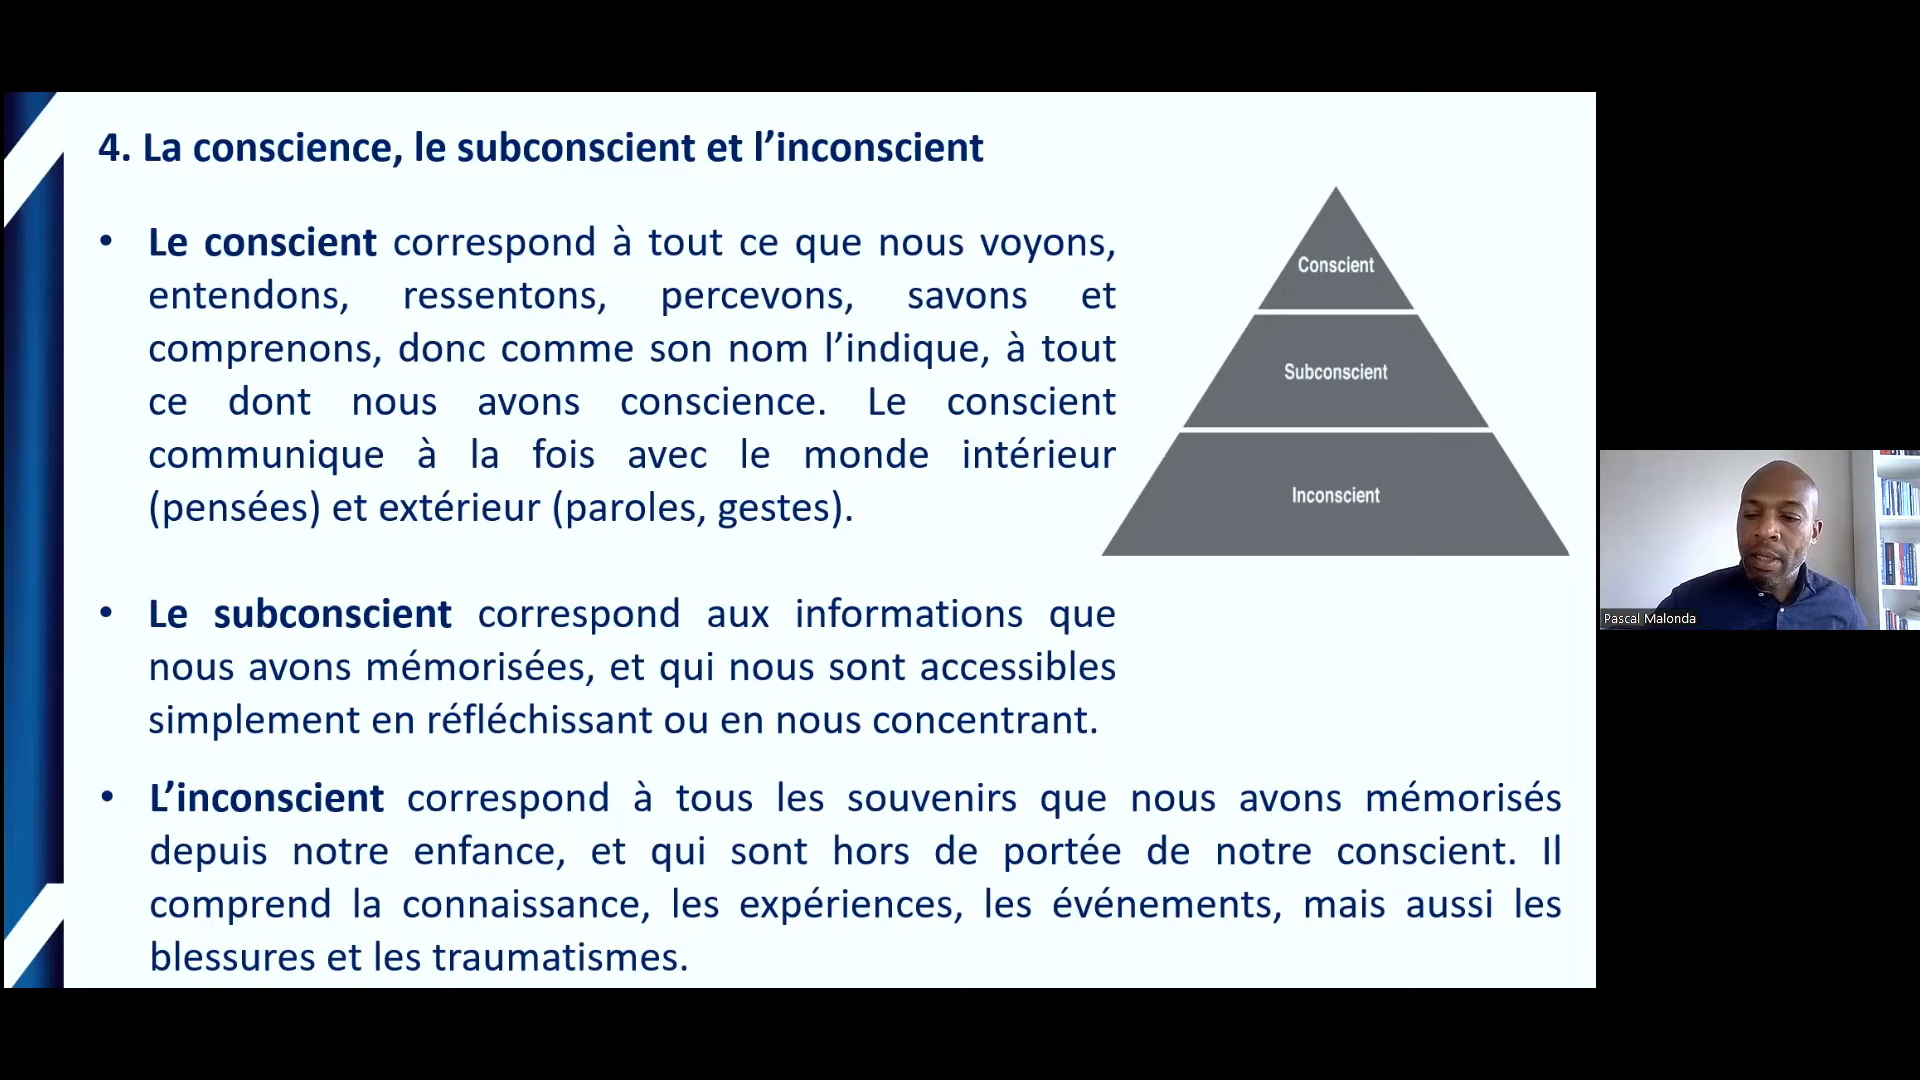 4. La conscience, le subconscient et l’inconscient
• Le conscient correspond à tout ce que nous voyons,
entendons, ressentons, percevons, savons et
comprenons, donc comme son nom l’indique, à tout
ce dont nous avons conscience. Le conscient
communique à la fois avec le monde intérieur
(pensées) et extérieur (paroles, gestes).
Conscient
Subconscient
Inconscient
• Le subconscient correspond aux informations que
nous avons mémorisées, et qui nous sont accessibles
simplement en réfléchissant ou en nous concentrant.
• L’inconscient correspond à tous les souvenirs que nous avons mémorisés
depuis notre enfance, et qui sont hors de portée de notre conscient. Il
comprend la connaissance, les expériences, les événements, mais aussi les
blessures et les traumatismes.
Pascal Malonda